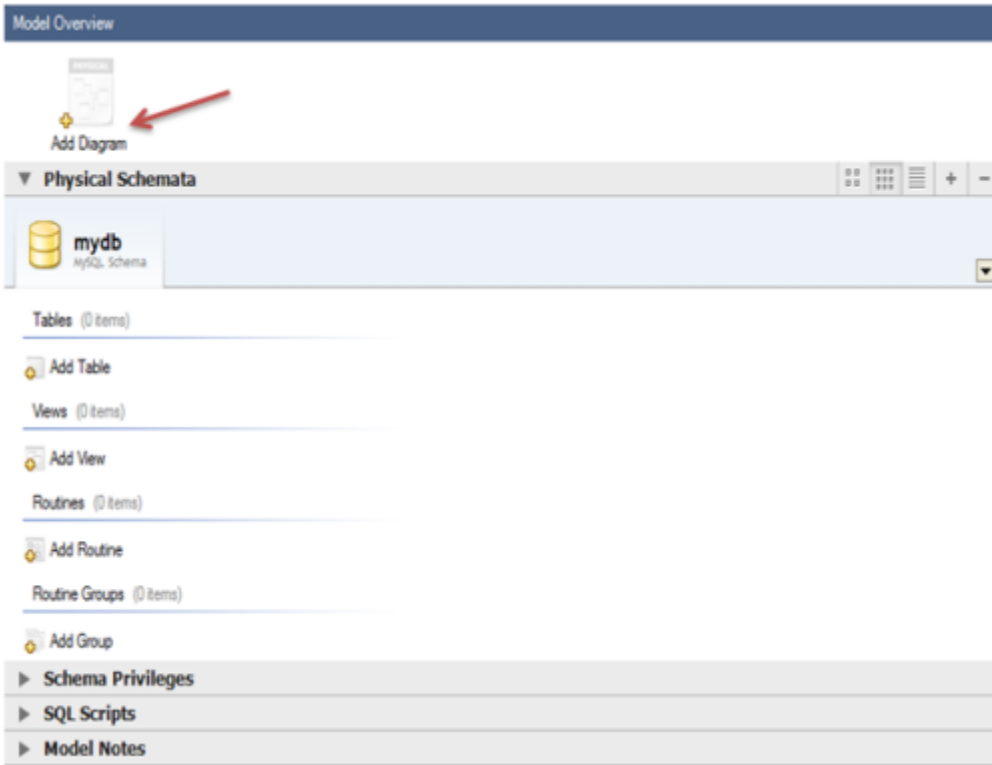 Model Overview
PHYSICAL
Add Diagram
Physical Schemata
mydb
MySQL Schema
Tables (0 items)
Add Table
Views (0 items)
Add View
Routines (0 items)
Add Routine
Routine Groups (0 items)
Add Group
Schema Privileges
SQL Scripts
Model Notes